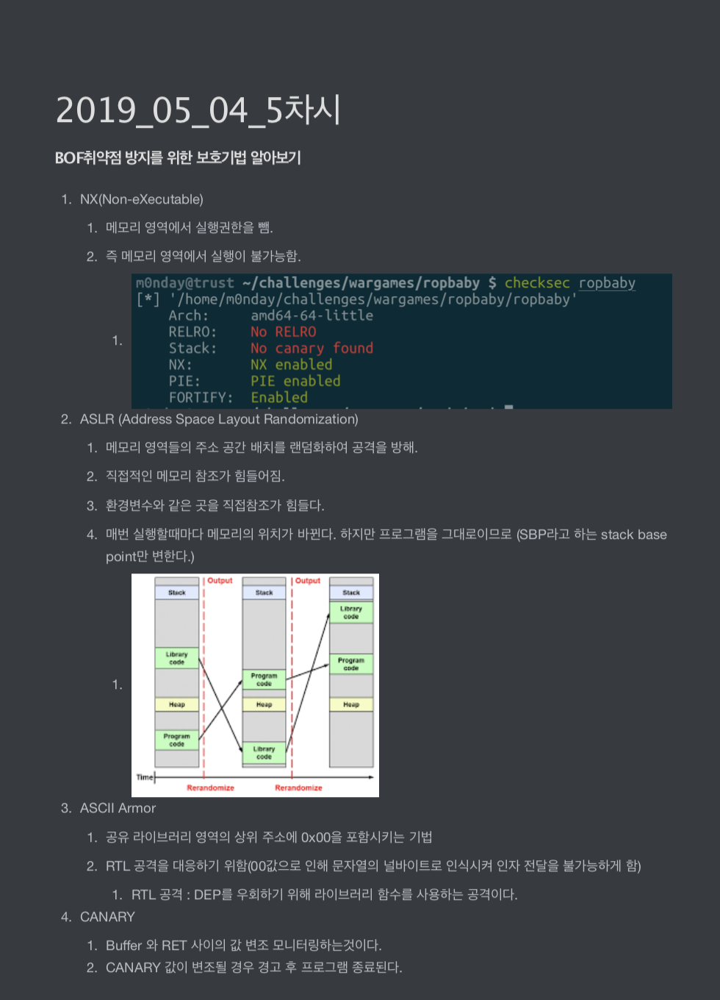 2019_05_04_5차시
BOF취약점 방지를 위한 보호기법 알아보기
1. NX(Non-eXecutable)
1. 메모리 영역에서 실행권한을 뺌.
2. 즉 메모리 영역에서 실행이 불가능함.
1.
m0nday@trust ~/challenges/wargames/ropbaby $ checksec ropbaby
[*] '/home/m0nday/challenges/wargames/ropbaby/ropbaby'
Arch: amd64-64-little
RELRO: No RELRO
Stack: No canary found
NX: NX enabled
PIE: PIE enabled
FORTIFY: Enabled
2. ASLR (Address Space Layout Randomization)
1. 메모리 영역들의 주소 공간 배치를 랜덤화하여 공격을 방해.
2. 직접적인 메모리 참조가 힘들어짐.
3. 환경변수와 같은 곳을 직접참조가 힘들다.
4. 매번 실행할때마다 메모리의 위치가 바뀐다. 하지만 프로그램을 그대로이므로 (SBP라고 하는 stack base
point만 변한다.)
1.
Output Output
Stack Stack Stack
Library
code
Library
code
Program
code
Program
code
Heap Heap Heap
Program
code
Library
code
Time
Rerandomize Rerandomize
3. ASCII Armor
1. 공유 라이브러리 영역의 상위 주소에 0x00을 포함시키는 기법
2. RTL 공격을 대응하기 위함(00값으로 인해 문자열의 널바이트로 인식시켜 인자 전달을 불가능하게 함)
1. RTL 공격 : DEP를 우회하기 위해 라이브러리 함수를 사용하는 공격이다.
4. CANARY
1. Buffer 와 RET 사이의 값 변조 모니터링하는것이다.
2. CANARY 값이 변조될 경우 경고 후 프로그램 종료된다.